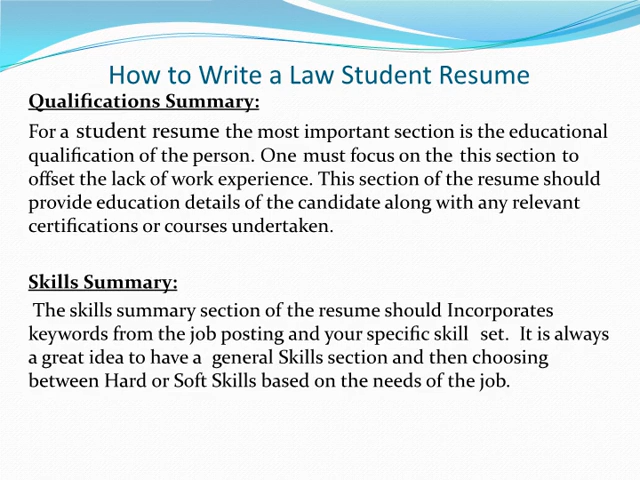 How to Write a Law Student Resume
Qualifications Summary:
For a student resume the most important section is the educational
qualification of the person. One must focus on the this section to
offset the lack of work experience. This section of the resume should
provide education details of the candidate along with any relevant
certifications or courses undertaken.
Skills Summary:
The skills summary section of the resume should Incorporates
keywords from the job posting and your specific skill set. It is always
a great idea to have a general Skills section and then choosing
between Hard or Soft Skills based on the needs of the job.